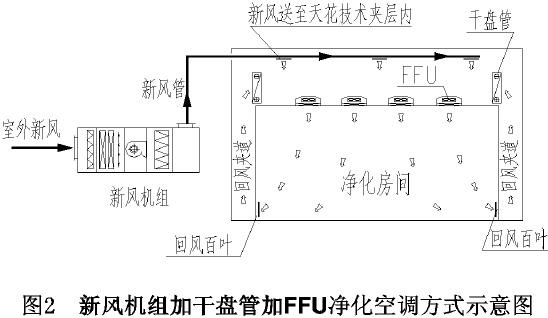 新风送至天花技术夹层内
干盘管
新风管
FFU
室外新风
新风机组
回风夹道
净化房间
回风夹道
回风百叶
回风百叶
图2 新风机组加干盘管加FFU净化空调方式示意图